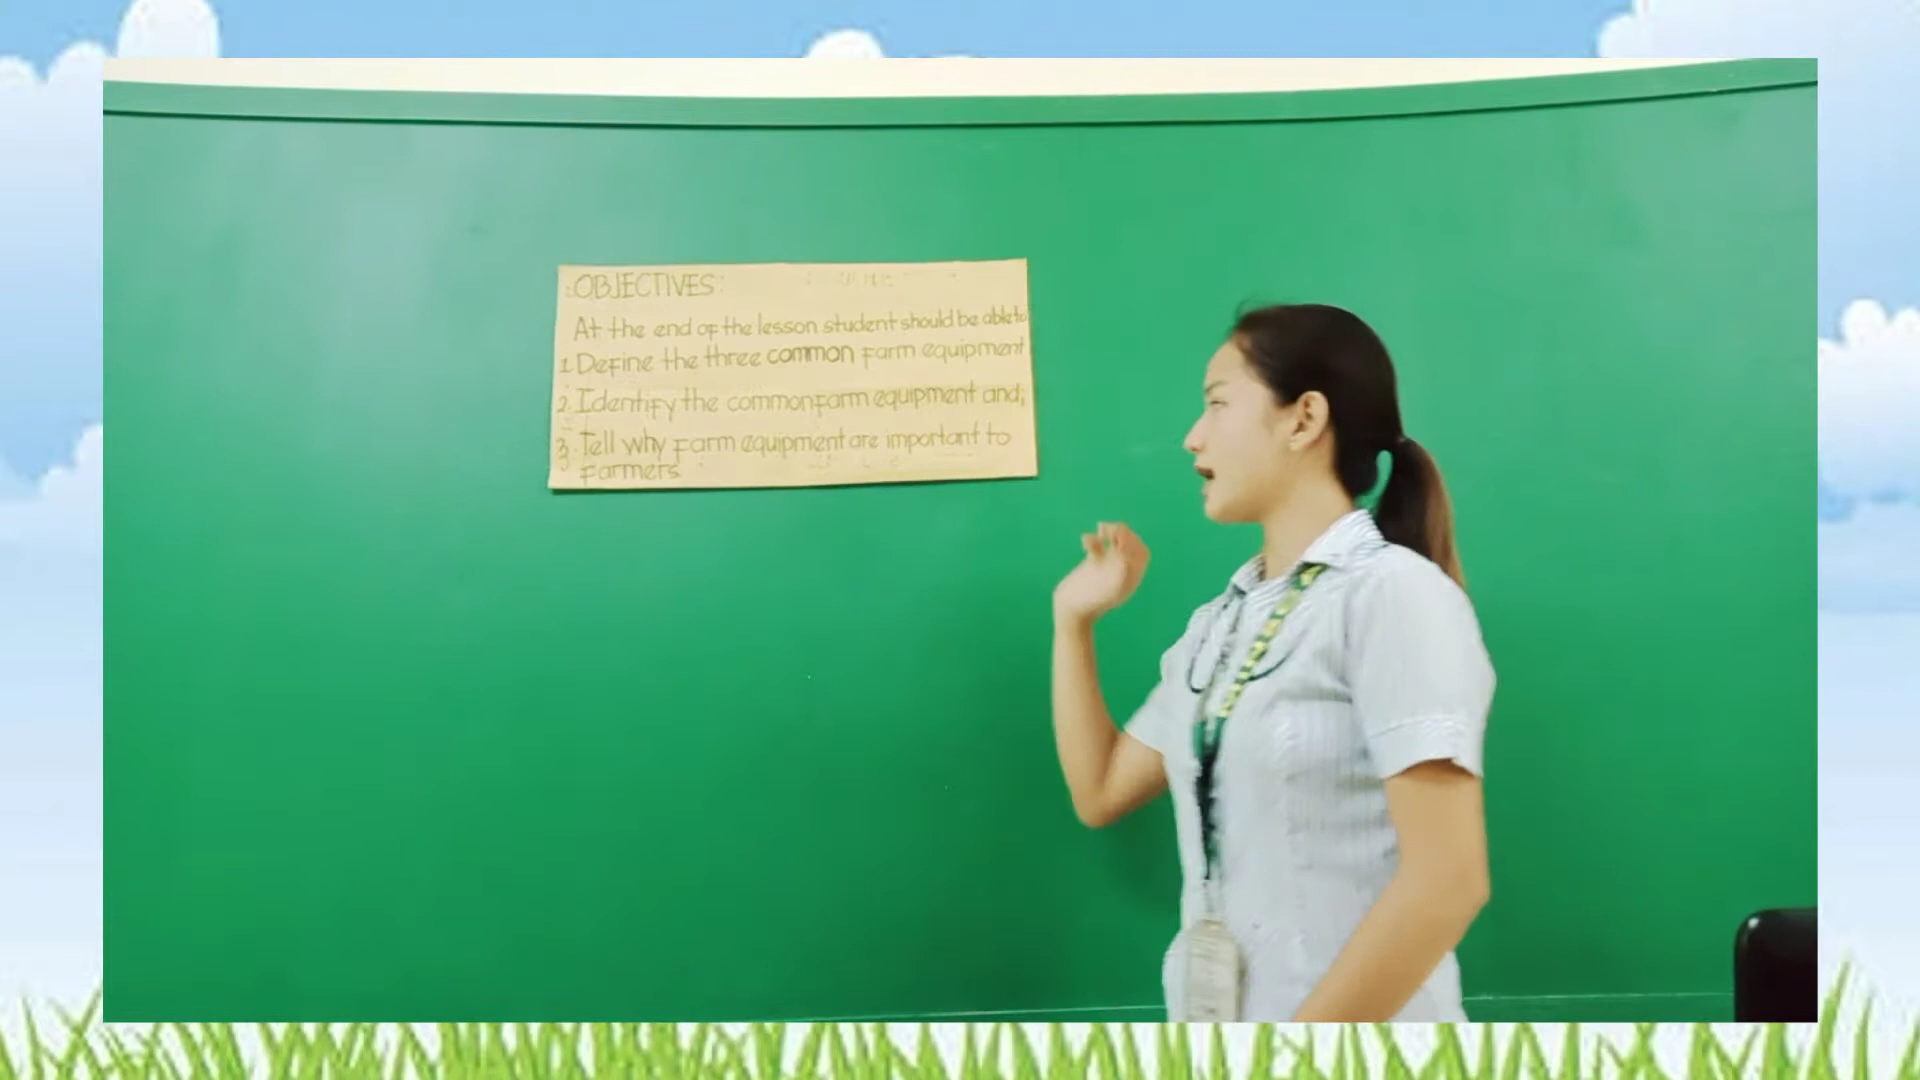 OBJECTIVES:
At the end of the lesson student should be able to
1. Define the three common farm equipment
2. Identify the common farm equipment and;
3. Tell why farm equipment are important to
farmers.